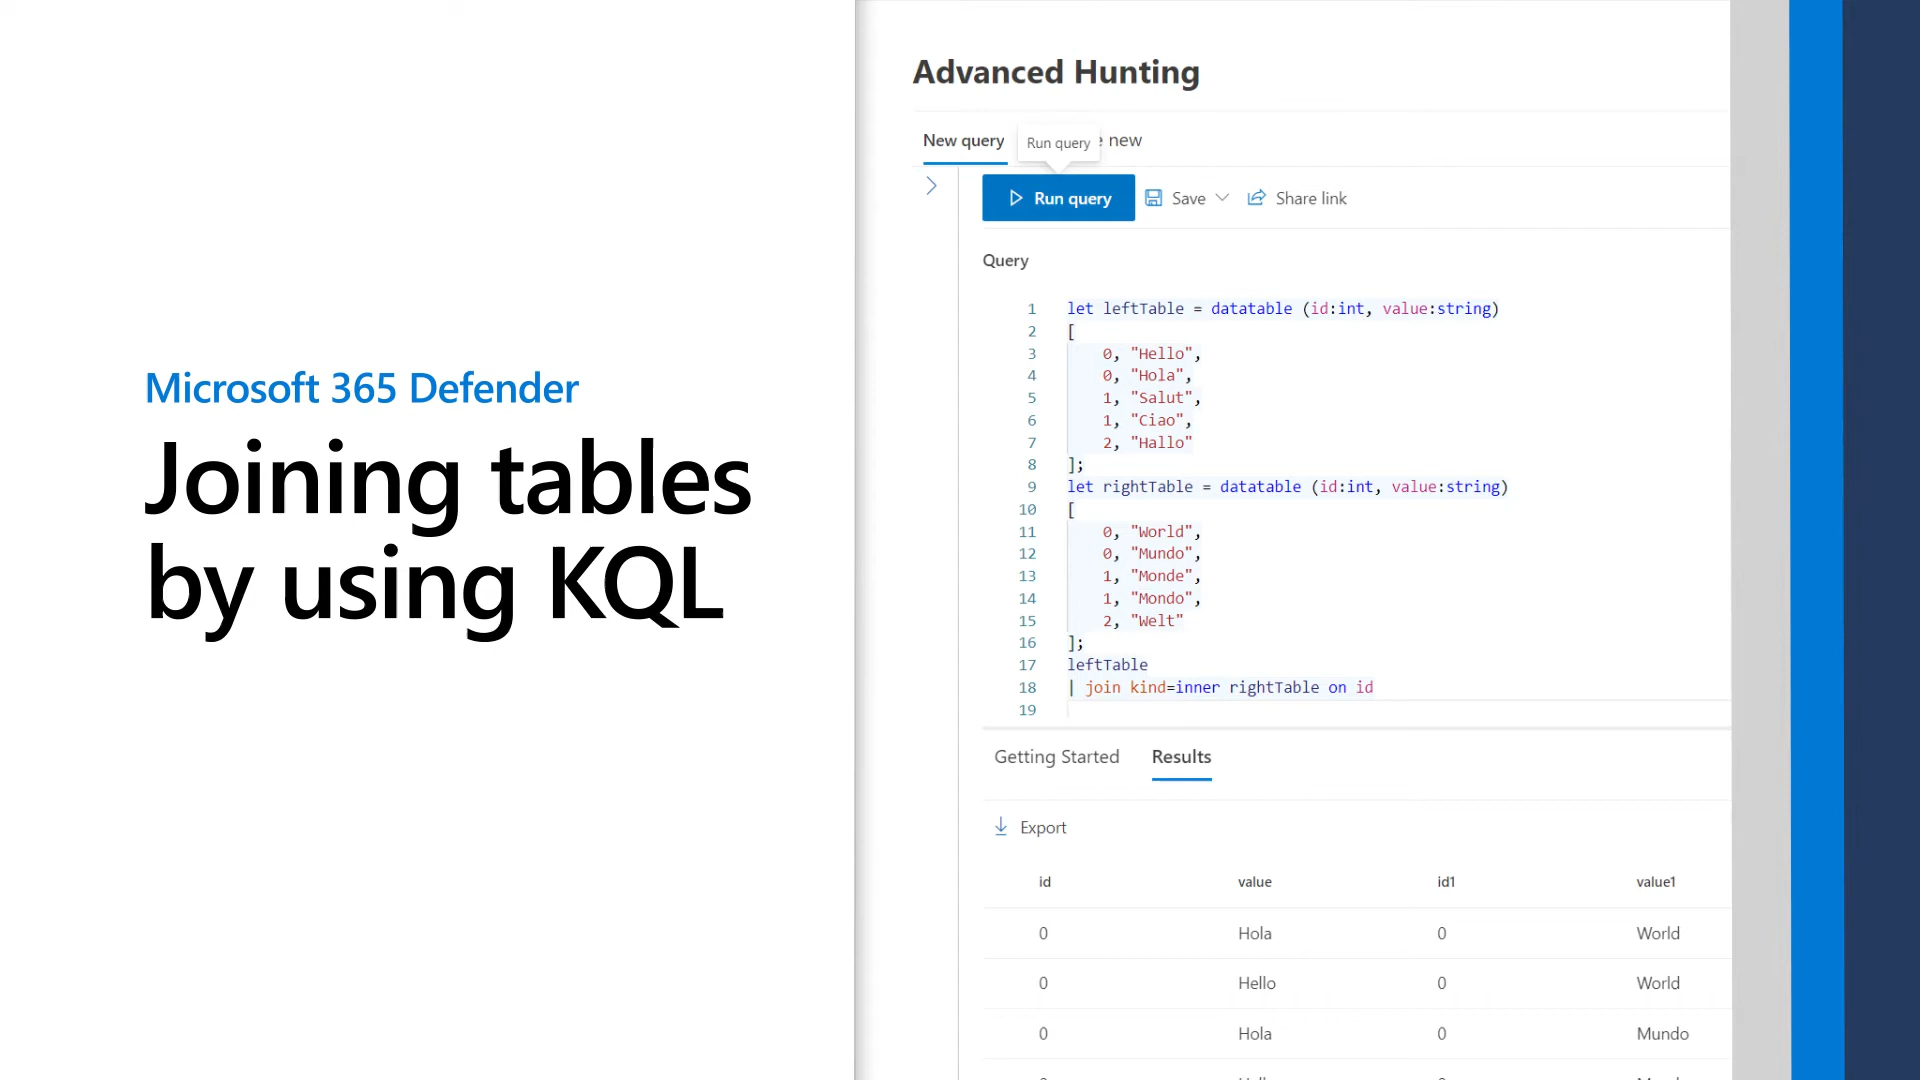 Microsoft 365 Defender
Joining tables
by using KQL
Advanced Hunting
New query
Run query
e new
Run query
Save
Share link
Query
1 let leftTable = datatable (id:int, value:string)
2 [
3 0, "Hello",
4 0, "Hola",
5 1, "Salut",
6 1, "Ciao",
7 2, "Hallo"
8 ];
9 let rightTable = datatable (id:int, value:string)
10 [
11 0, "World",
12 0, "Mundo",
13 1, "Monde",
14 1, "Mondo",
15 2, "Welt"
16 ];
17 leftTable
18 | join kind=inner rightTable on id
19
Getting Started Results
Export
id value id1 value1
0 Hola 0 World
0 Hello 0 World
0 Hola 0 Mundo